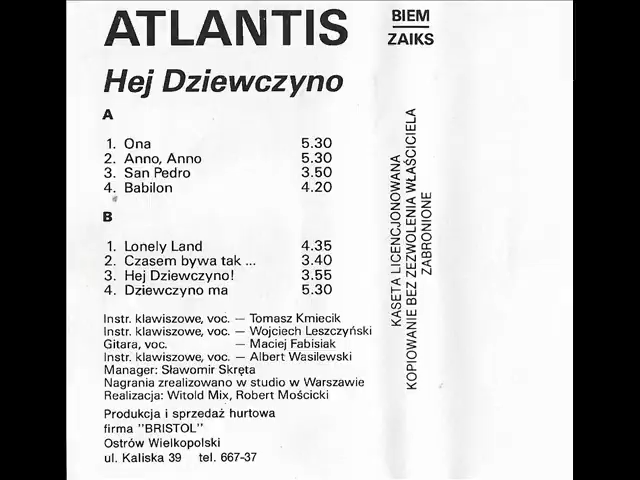 ATLANTIS
Hej Dziewczyno
A
1. Ona 5.30
2. Anno, Anno 5.30
3. San Pedro 3.50
4. Babilon 4.20
B
1. Lonely Land 4.35
2. Czasem bywa tak ... 3.40
3. Hej Dziewczyno! 3.55
4. Dziewczyno ma 5.30
Instr. klawiszowe, voc. — Tomasz Kmiecik
Instr. klawiszowe, voc. — Wojciech Leszczyński
Gitara, voc. — Maciej Fabisiak
Instr. klawiszowe, voc. — Albert Wasilewski
Manager: Sławomir Skręta
Nagrania zrealizowano w studio w Warszawie
Realizacja: Witold Mix, Robert Mościcki
Produkcja i sprzedaż hurtowa
firma "BRISTOL"
Ostrów Wielkopolski
ul. Kaliska 39 tel. 667-37
BIEM
ZAIKS
KASETA LICENCJONOWANA
KOPIOWANIE BEZ ZEZWOLENIA WŁAŚCICIELA
ZABRONIONE